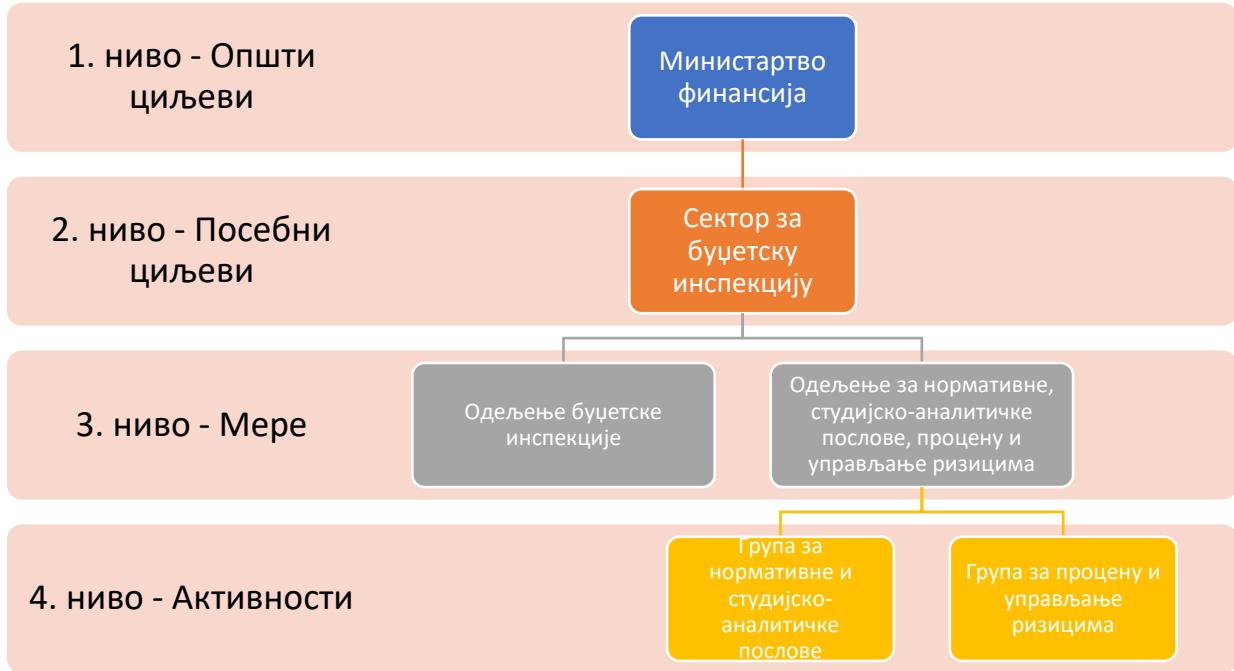 1. ниво - Општи
циљеви
Министартво
финансија
2. ниво - Посебни
циљеви
Сектор за
буџетску
инспекцију
3. ниво - Мере
Одељење буџетске
инспекције
Одељење за нормативне,
студијско-аналитичке
послове, процену и
управљање ризицима
4. ниво - Активности
Група за
нормативне и
студијско-
аналитичке
послове
Група за процену и
управљање
ризицима